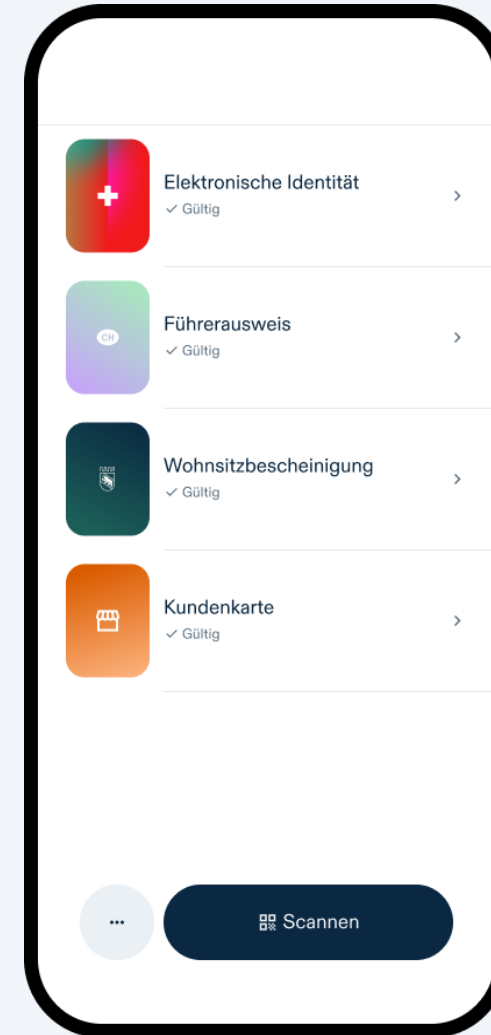 Elektronische Identität
Gültig
CH
Führerausweis
Gültig
Wohnsitzbescheinigung
Gültig
Kundenkarte
Gültig
Scannen